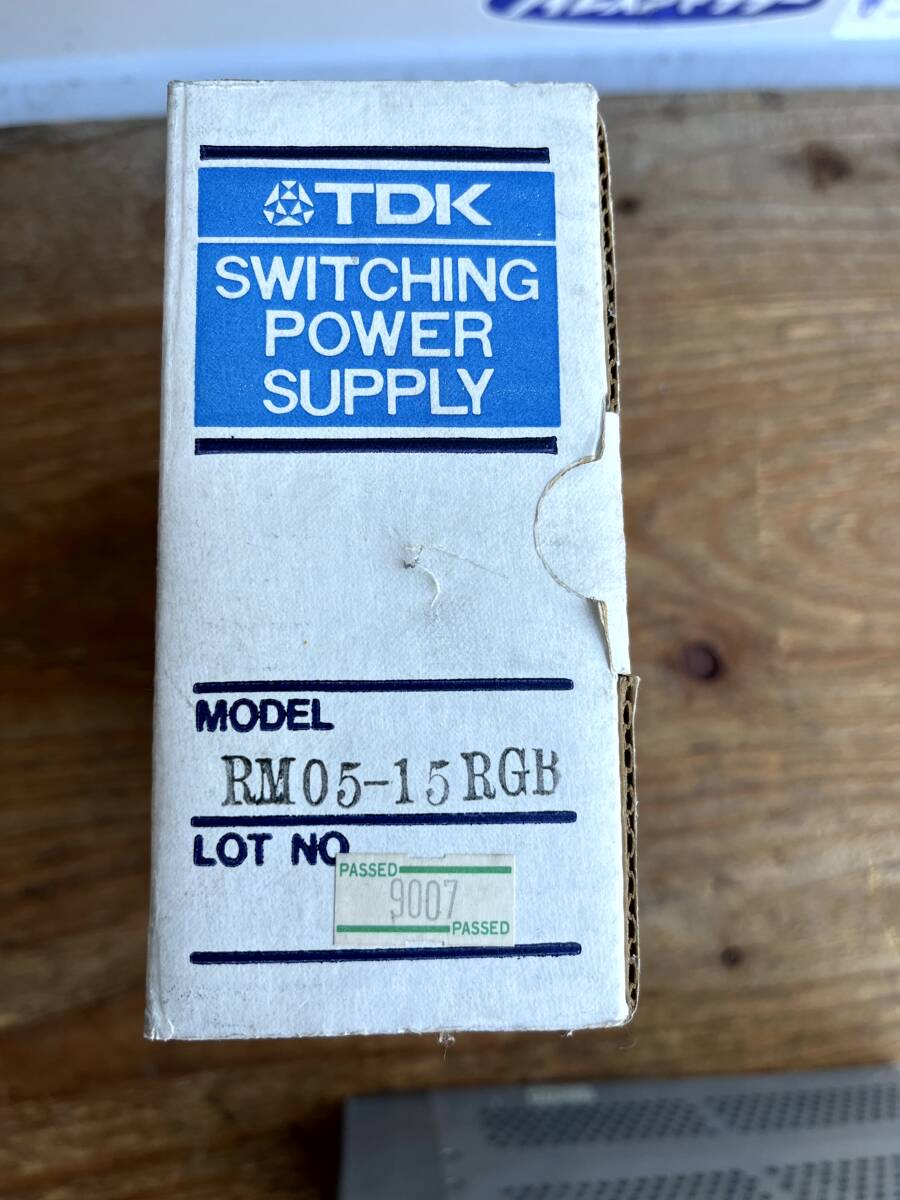 TDK
SWITCHING
POWER
SUPPLY
MODEL
RM05-15RGB
LOT NO
PASSED
9007
PASSED